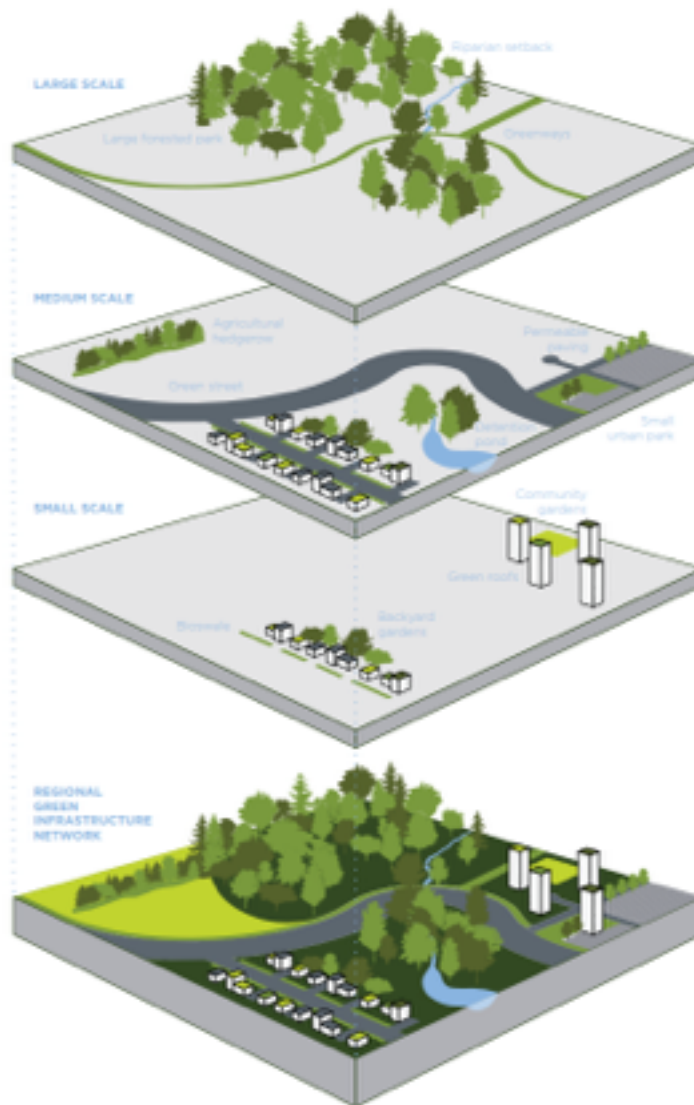 Riparian setback
LARGE SCALE
Large forested park
Greenways
MEDIUM SCALE
Agricultural
hedgerow
Permeable
paving
Green street
Detention
pond
Small
urban park
SMALL SCALE
Community
gardens
Green roofs
Bioswale
Backyard
gardens
REGIONAL
GREEN
INFRASTRUCTURE
NETWORK